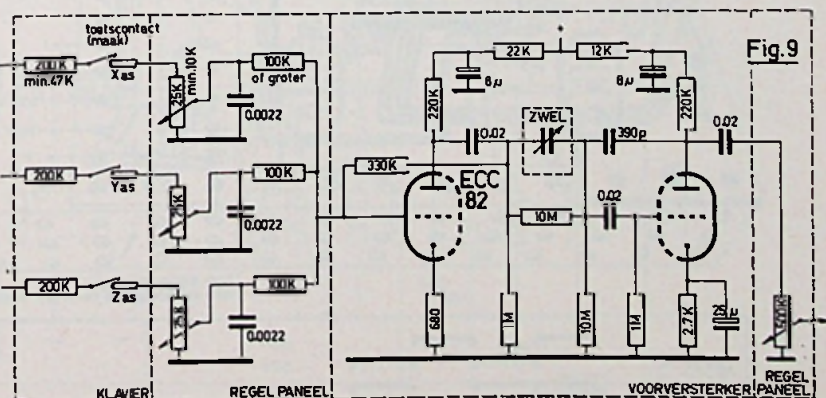 Fig.9
toetscontact
(maak)
200K
min.47K
Xas
25K
min.10K
100K
of groter
0.0022
200K
Yas
25K
100K
0.0022
200K
Zas
25K
100K
0.0022
22K
12K
8µ
8µ
220K
220K
0.02
ZWEL
390p
0.02
330K
ECC
82
10M
0.02
680
1M
10M
1M
2.7K
25µ
KLAVIER
REGEL PANEEL
VOORVERSTERKER
REGEL
PANEEL